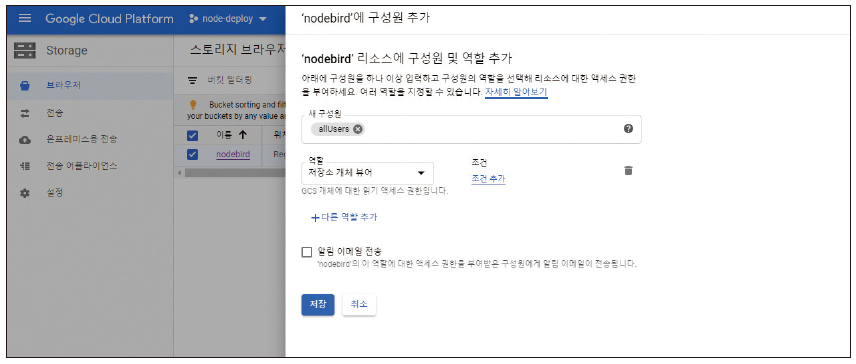 Google Cloud Platform
node-deploy
Storage
브라우저
전송
온프레미스용 전송
전송 어플라이언스
설정
스토리지 브라우저
버킷 필터링
Bucket sorting and filt
your buckets by any value a
이름
위치
nodebird
Reg
'nodebird'에 구성원 추가
'nodebird' 리소스에 구성원 및 역할 추가
아래에 구성원을 하나 이상 입력하고 구성원의 역할을 선택해 리소스에 대한 액세스 권한
을 부여하세요. 여러 역할을 지정할 수 있습니다. 자세히 알아보기
새 구성원
allUsers
역할
저장소 개체 뷰어
조건
조건 추가
GCS 개체에 대한 읽기 액세스 권한입니다.
+ 다른 역할 추가
알림 이메일 전송
'nodebird'의 이 역할에 대한 액세스 권한를 부여받은 구성원에게 알림 이메일이 전송됩니다.
저장
취소